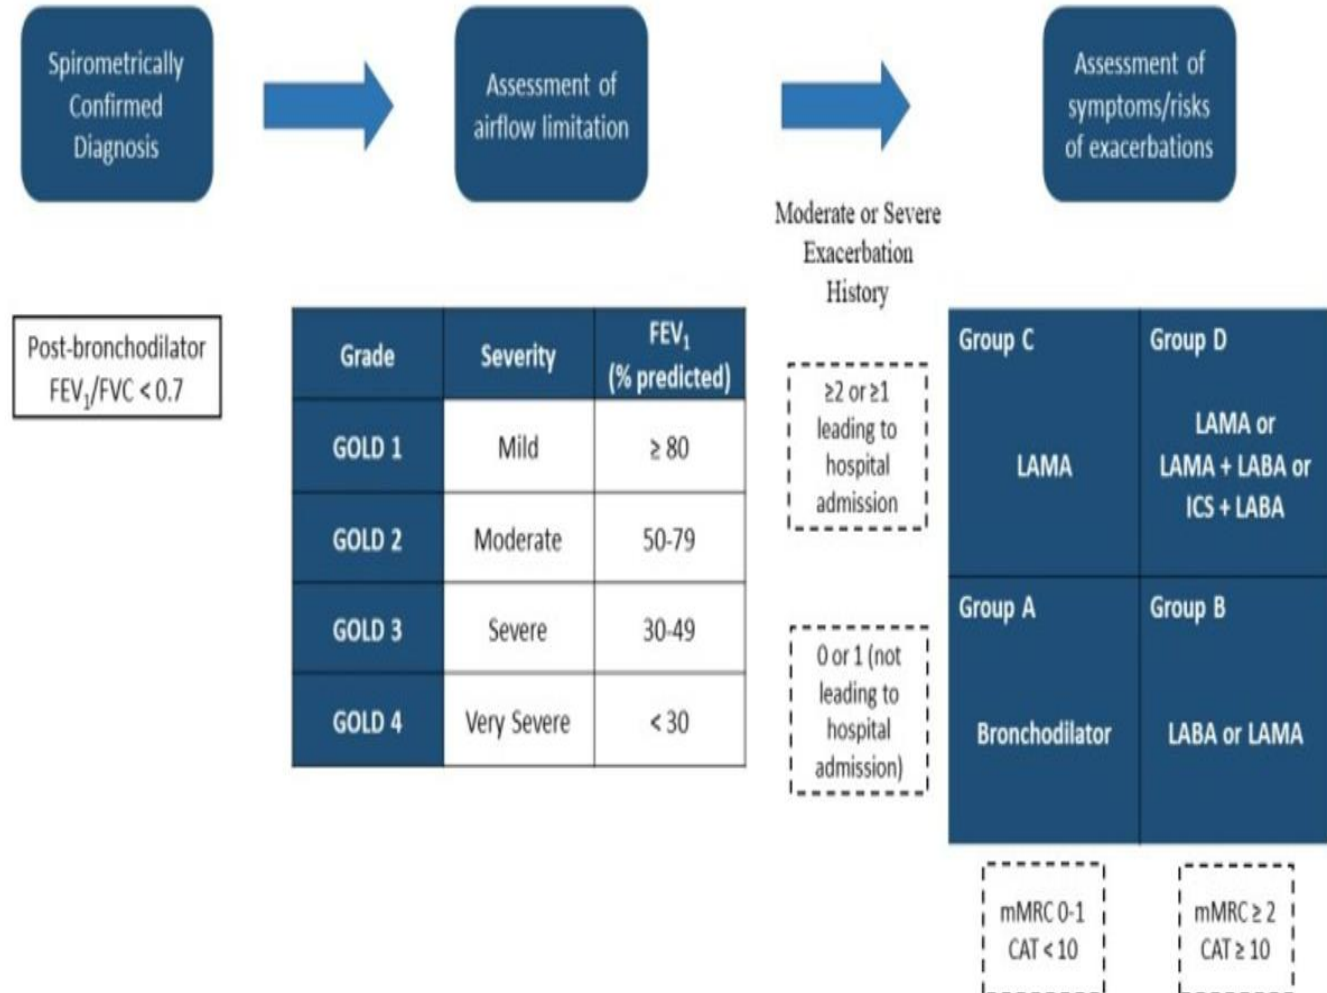 Spirometrically
Confirmed
Diagnosis
Assessment of
airflow limitation
Assessment of
symptoms/risks
of exacerbations
Moderate or Severe
Exacerbation
History
Post-bronchodilator
FEV₁/FVC < 0.7
Grade Severity FEV₁
(% predicted)
GOLD 1 Mild ≥ 80
GOLD 2 Moderate 50-79
GOLD 3 Severe 30-49
GOLD 4 Very Severe < 30
≥2 or ≥1
leading to
hospital
admission
0 or 1 (not
leading to
hospital
admission)
Group C
LAMA
Group D
LAMA or
LAMA + LABA or
ICS + LABA
Group A
Bronchodilator
Group B
LABA or LAMA
mMRC 0-1
CAT < 10
mMRC ≥ 2
CAT ≥ 10